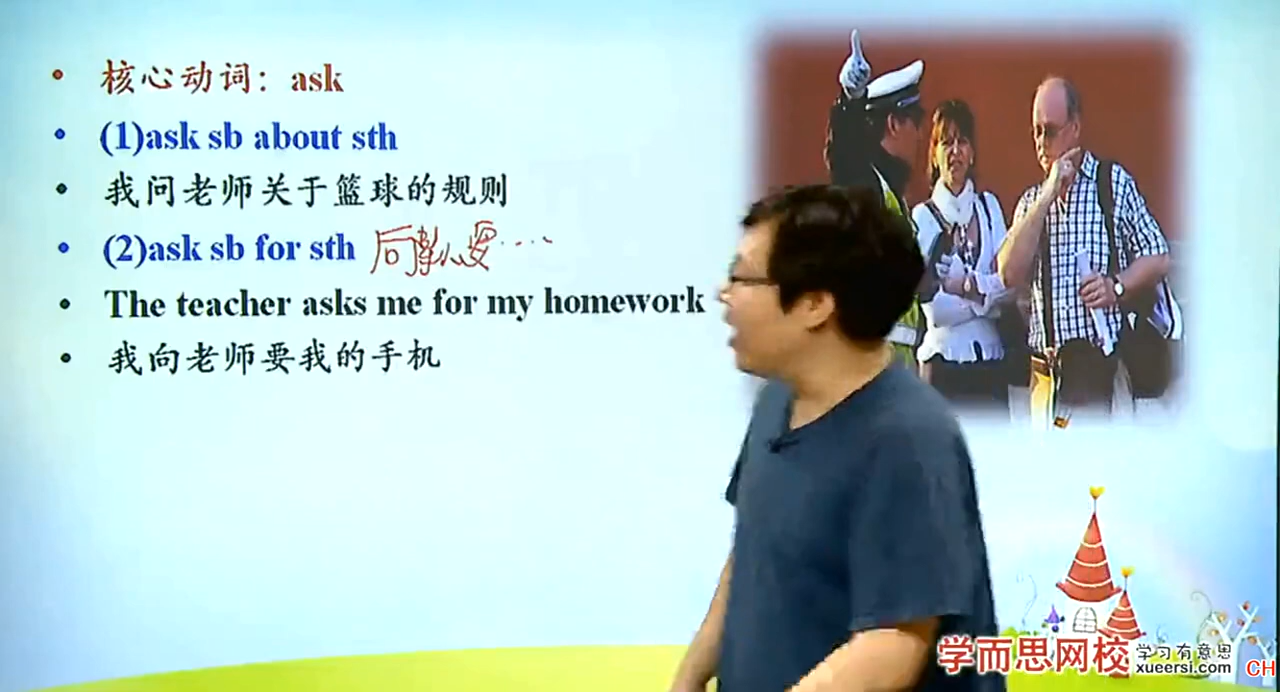 核心动词：ask
(1)ask sb about sth
我问老师关于篮球的规则
(2)ask sb for sth 向某人要……
The teacher asks me for my homework
我向老师要我的手机
学而思网校 学习有意思
xueersi.com
CH